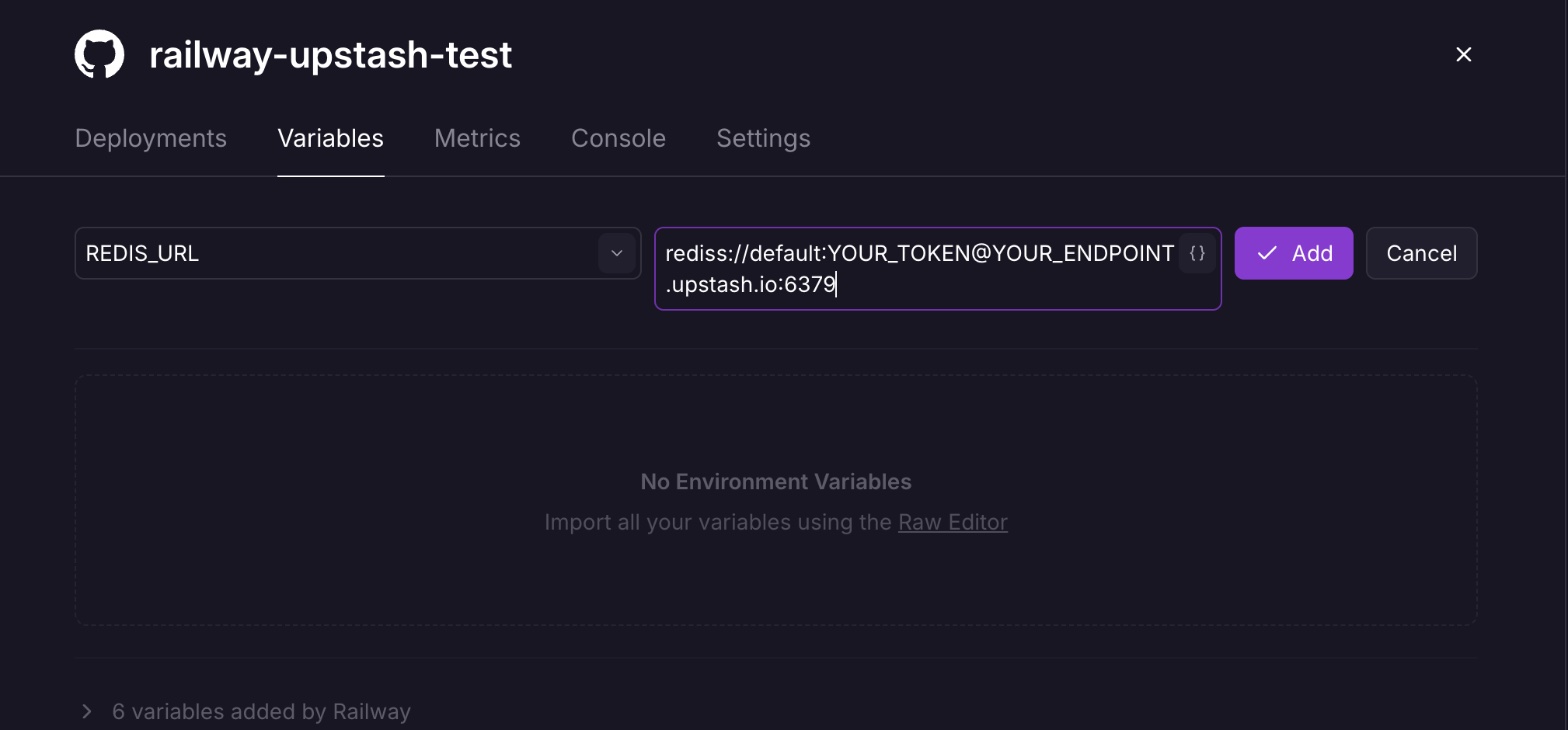 railway-upstash-test
Deployments Variables Metrics Console Settings
REDIS_URL
rediss://default:YOUR_TOKEN@YOUR_ENDPOINT
.upstash.io:6379
{}
Add
Cancel
No Environment Variables
Import all your variables using the Raw Editor
6 variables added by Railway